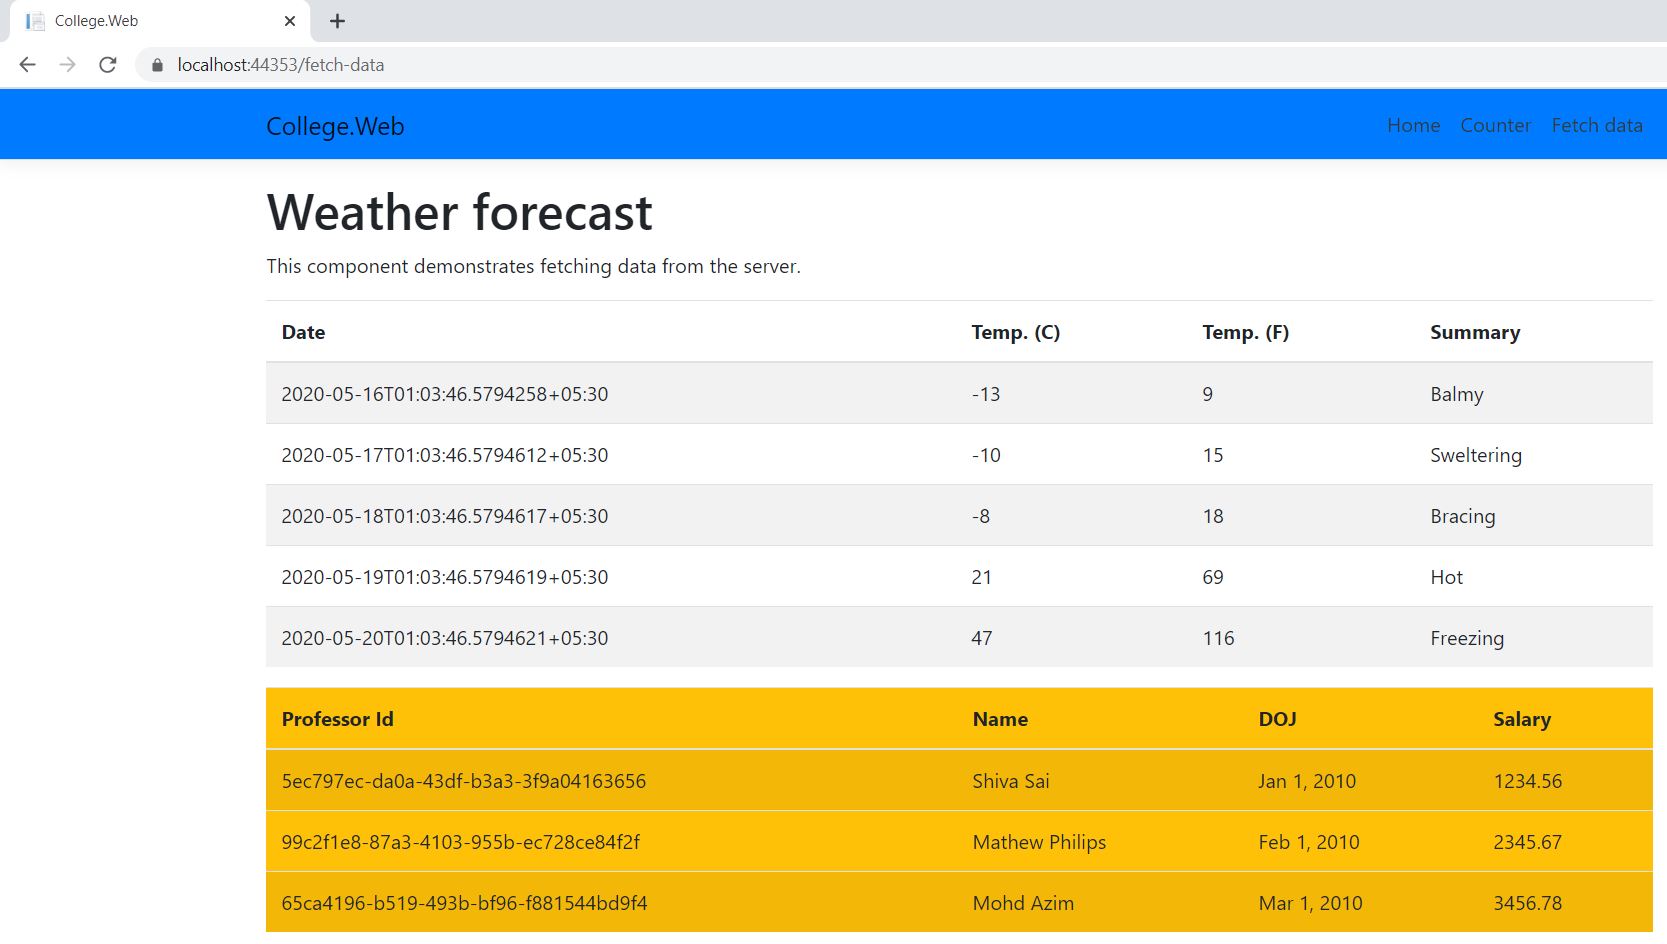 College.Web
localhost:44353/fetch-data
College.Web Home Counter Fetch data
Weather forecast
This component demonstrates fetching data from the server.
Date Temp. (C) Temp. (F) Summary
2020-05-16T01:03:46.5794258+05:30 -13 9 Balmy
2020-05-17T01:03:46.5794612+05:30 -10 15 Sweltering
2020-05-18T01:03:46.5794617+05:30 -8 18 Bracing
2020-05-19T01:03:46.5794619+05:30 21 69 Hot
2020-05-20T01:03:46.5794621+05:30 47 116 Freezing
Professor Id Name DOJ Salary
5ec797ec-da0a-43df-b3a3-3f9a04163656 Shiva Sai Jan 1, 2010 1234.56
99c2f1e8-87a3-4103-955b-ec728ce84f2f Mathew Philips Feb 1, 2010 2345.67
65ca4196-b519-493b-bf96-f881544bd9f4 Mohd Azim Mar 1, 2010 3456.78